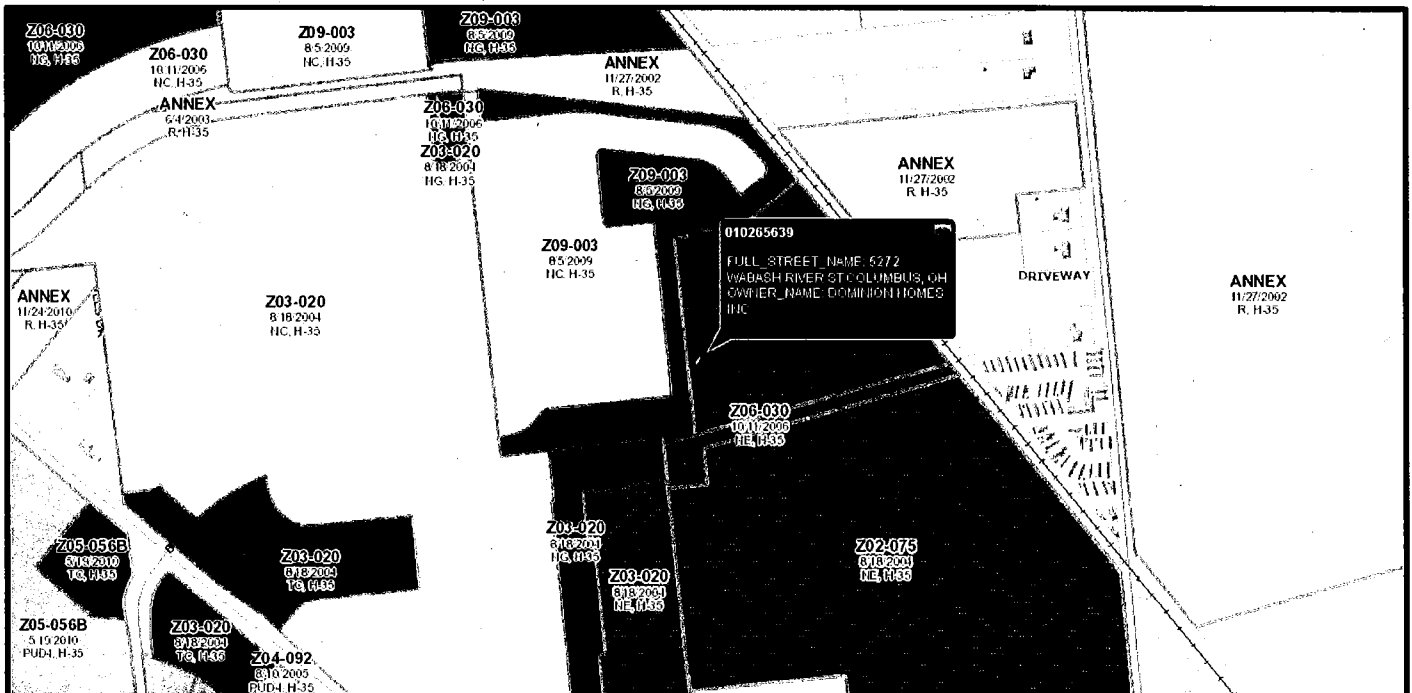 Z06-030
10/11/2006
NG, H-35
Z06-030
10/11/2006
NC, H-35
Z09-003
8/5/2009
NC, H-35
Z09-003
8/5/2009
NG, H-35
ANNEX
11/27/2002
R, H-35
ANNEX
6/4/2003
R, H-35
Z06-030
10/11/2006
NG, H-35
Z03-020
8/18/2004
NG, H-35
Z09-003
8/5/2009
NG, H-35
ANNEX
11/27/2002
R, H-35
010265639
FULL_STREET_NAME: 5272
WABASH RIVER ST COLUMBUS, OH
OWNER_NAME: DOMINION HOMES
INC
Z09-003
8/5/2009
NC, H-35
DRIVEWAY
ANNEX
11/27/2002
R, H-35
ANNEX
11/24/2010
R, H-35
Z03-020
8/18/2004
NC, H-35
Z06-030
10/11/2006
NE, H-35
Z05-056B
5/19/2010
TC, H-35
Z03-020
8/18/2004
TC, H-35
Z03-020
8/18/2004
NG, H-35
Z03-020
8/18/2004
NE, H-35
Z02-075
8/18/2004
NE, H-35
Z05-056B
5/19/2010
PUD4, H-35
Z03-020
8/18/2004
TC, H-35
Z04-092
8/10/2005
PUD4, H-35